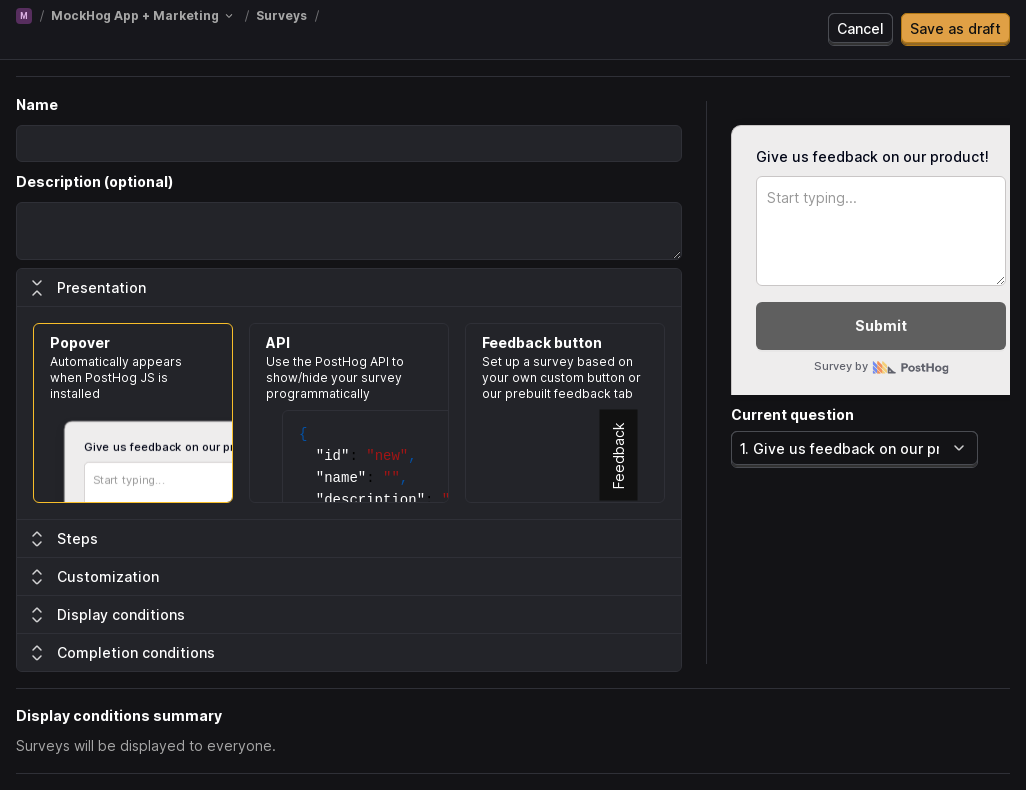 M / MockHog App + Marketing / Surveys /
Cancel
Save as draft
Name
Description (optional)
Presentation
Popover
Automatically appears
when PostHog JS is
installed
Give us feedback on our pr
Start typing...
API
Use the PostHog API to
show/hide your survey
programmatically
{
"id": "new",
"name": "",
"description": "
Feedback button
Set up a survey based on
your own custom button or
our prebuilt feedback tab
Feedback
Steps
Customization
Display conditions
Completion conditions
Give us feedback on our product!
Start typing...
Submit
Survey by PostHog
Current question
1. Give us feedback on our pr
Display conditions summary
Surveys will be displayed to everyone.